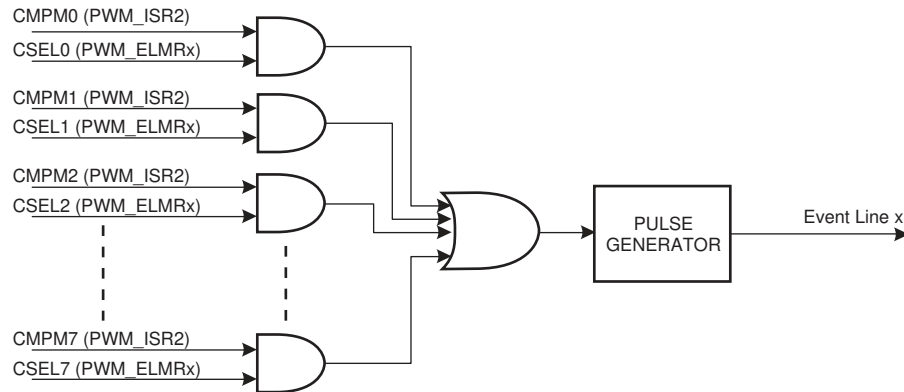 CMPM0 (PWM_ISR2)
CSEL0 (PWM_ELMRx)
CMPM1 (PWM_ISR2)
CSEL1 (PWM_ELMRx)
CMPM2 (PWM_ISR2)
CSEL2 (PWM_ELMRx)
PULSE
GENERATOR
Event Line x
CMPM7 (PWM_ISR2)
CSEL7 (PWM_ELMRx)